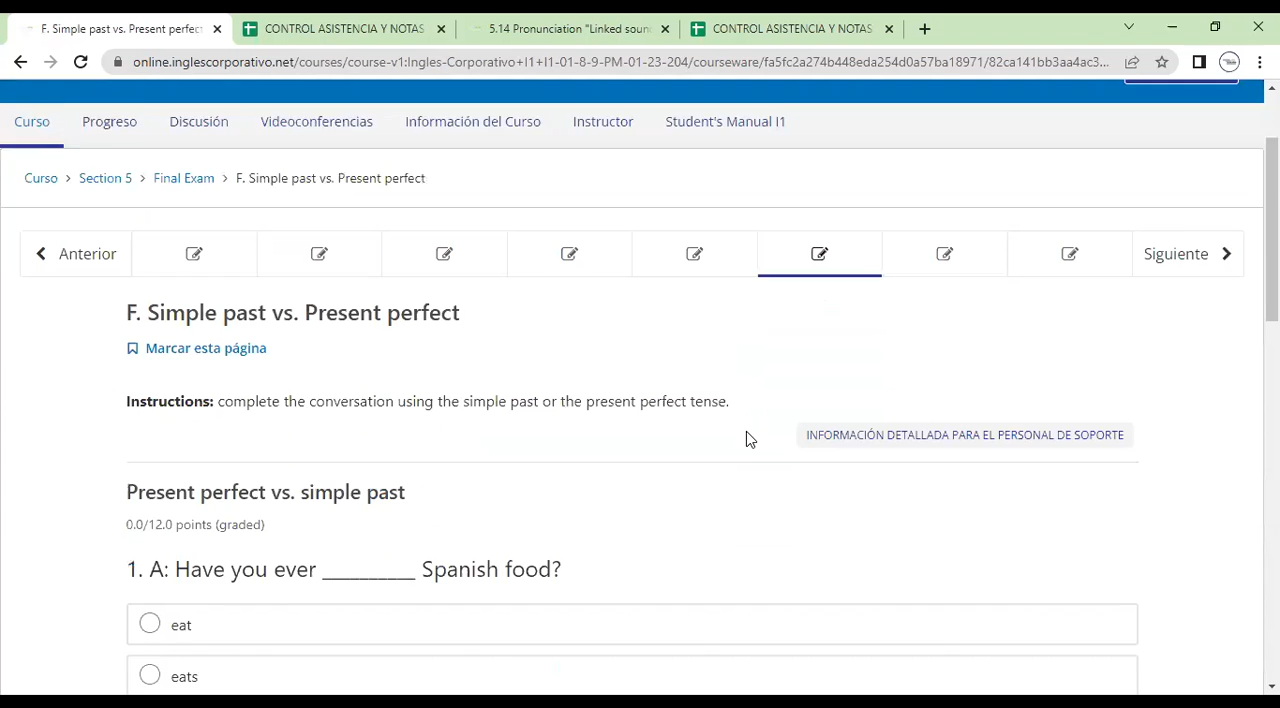 F. Simple past vs. Present perfec
CONTROL ASISTENCIA Y NOTAS
5.14 Pronunciation "Linked soun
CONTROL ASISTENCIA Y NOTAS
online.inglescorporativo.net/courses/course-v1:Ingles-Corporativo+I1+I1-01-8-9-PM-01-23-204/courseware/fa5fc2a274b448eda254d0a57ba18971/82ca141bb3aa4ac3...
Curso
Progreso
Discusión
Videoconferencias
Información del Curso
Instructor
Student's Manual I1
Curso > Section 5 > Final Exam > F. Simple past vs. Present perfect
Anterior
Siguiente
F. Simple past vs. Present perfect
Marcar esta página
Instructions: complete the conversation using the simple past or the present perfect tense.
INFORMACIÓN DETALLADA PARA EL PERSONAL DE SOPORTE
Present perfect vs. simple past
0.0/12.0 points (graded)
1. A: Have you ever _________ Spanish food?
eat
eats